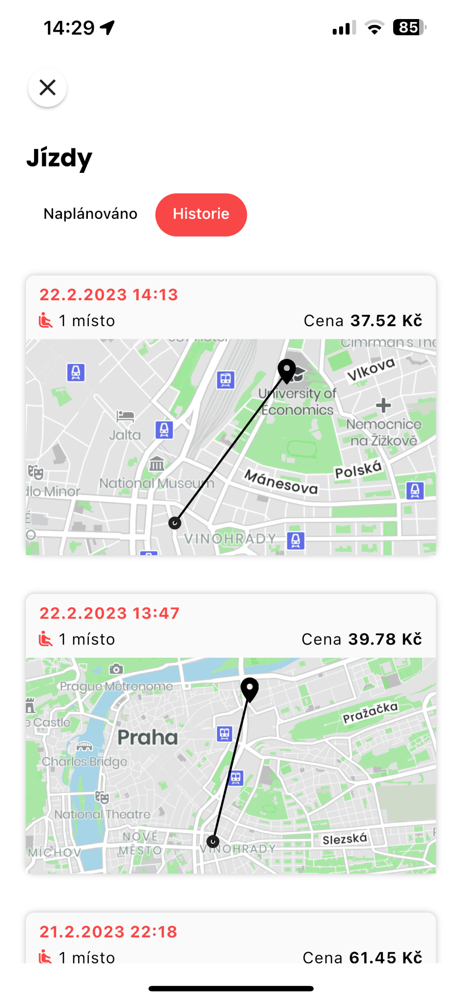 14:29
85
Jízdy
Naplánováno
Historie
22.2.2023 14:13
1 místo
Cena 37.52 Kč
Cimrman's The
Vlkova
University of
Economics
Nemocnice
na Žižkově
Jalta
Polská
National Museum
Mánesova
dlo Minor
VINOHRADY
22.2.2023 13:47
1 místo
Cena 39.78 Kč
Prague Metronome
Pražačka
e Castle
Praha
Charles Bridge
National Theatre
NOVÉ
MĚSTO
Slezská
MÍCHOV
VINOHRADY
21.2.2023 22:18
1 místo
Cena 61.45 Kč